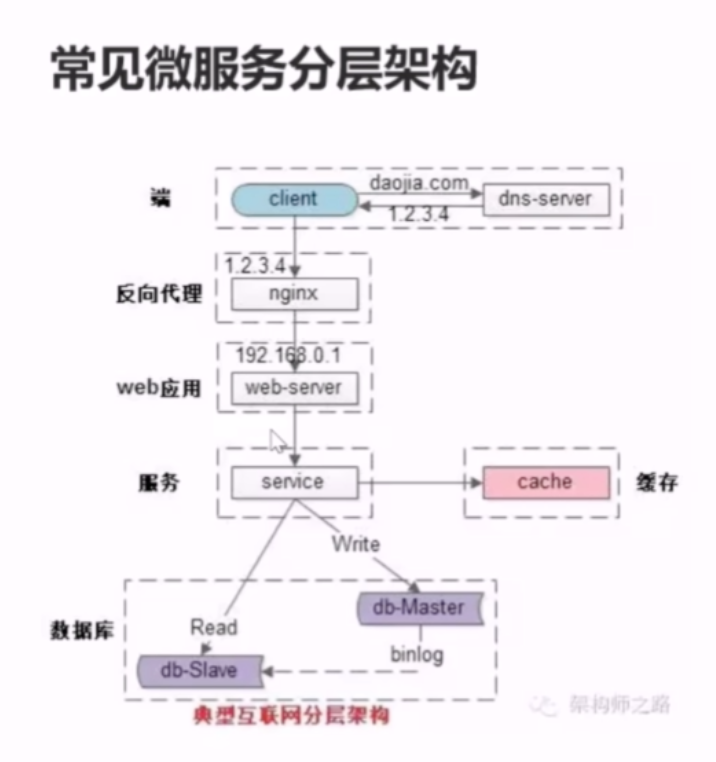 常见微服务分层架构
端
client
daojia.com
1.2.3.4
dns-server
反向代理
1.2.3.4
nginx
web应用
192.168.0.1
web-server
服务
service
cache
缓存
Write
数据库
db-Master
Read
binlog
db-Slave
典型互联网分层架构
架构师之路